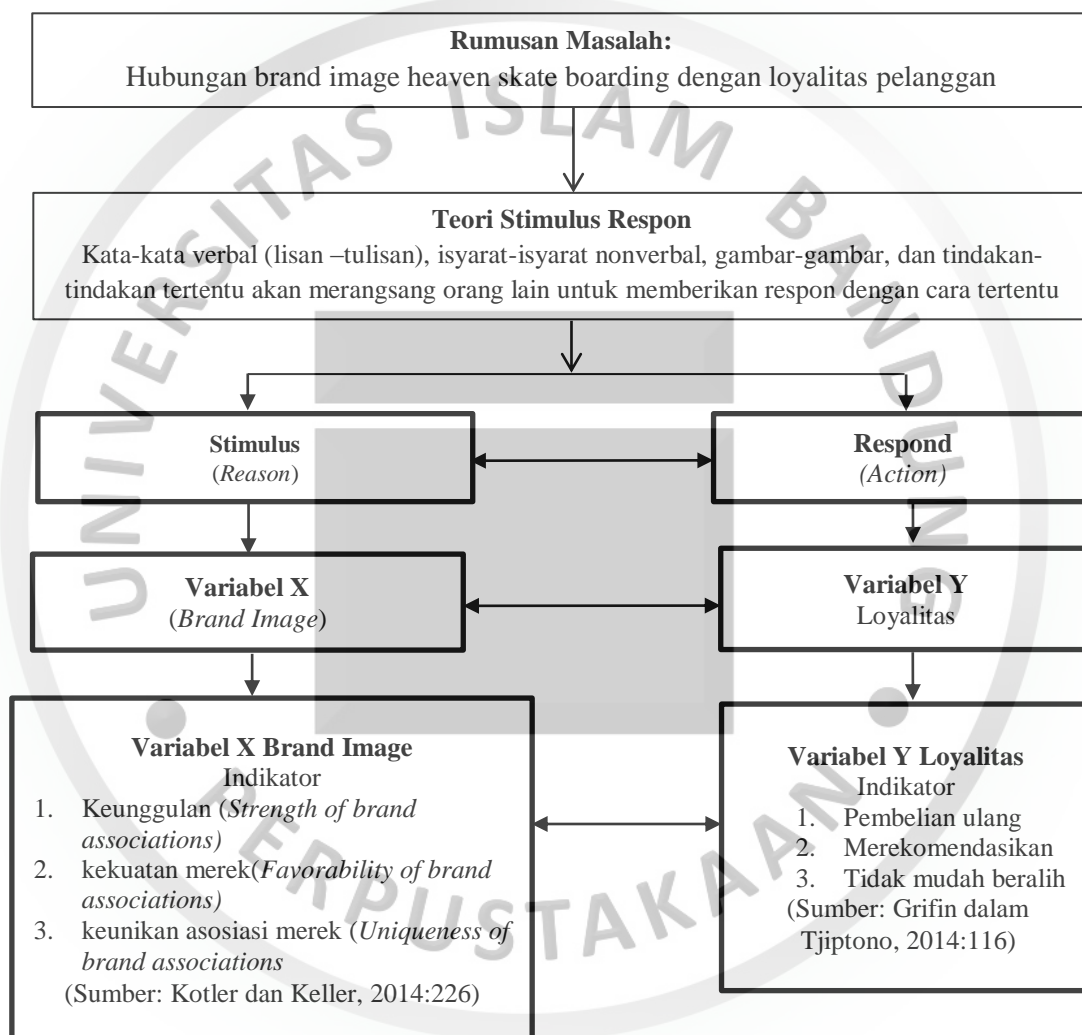 Rumusan Masalah:
Hubungan brand image heaven skate boarding dengan loyalitas pelanggan
Teori Stimulus Respon
Kata-kata verbal (lisan –tulisan), isyarat-isyarat nonverbal, gambar-gambar, dan tindakan-
tindakan tertentu akan merangsang orang lain untuk memberikan respon dengan cara tertentu
Stimulus
(Reason)
Respond
(Action)
Variabel X
(Brand Image)
Variabel Y
Loyalitas
Variabel X Brand Image
Indikator
1. Keunggulan (Strength of brand
associations)
2. kekuatan merek(Favorability of brand
associations)
3. keunikan asosiasi merek (Uniqueness of
brand associations
(Sumber: Kotler dan Keller, 2014:226)
Variabel Y Loyalitas
Indikator
1. Pembelian ulang
2. Merekomendasikan
3. Tidak mudah beralih
(Sumber: Grifin dalam
Tjiptono, 2014:116)
UNIVERSITAS ISLAM BANDUNG
PERPUSTAKAAN